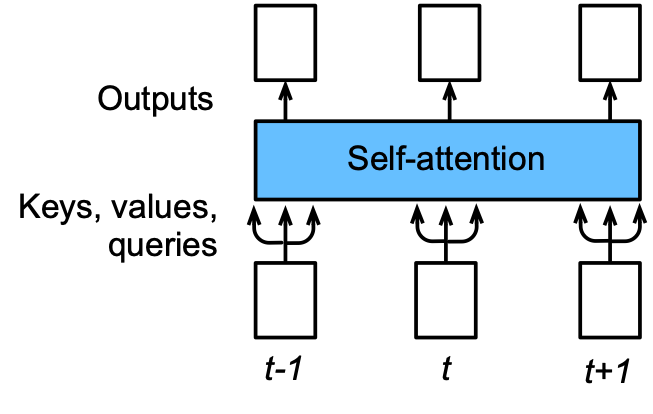 Outputs
Self-attention
Keys, values,
queries
t-1
t
t+1